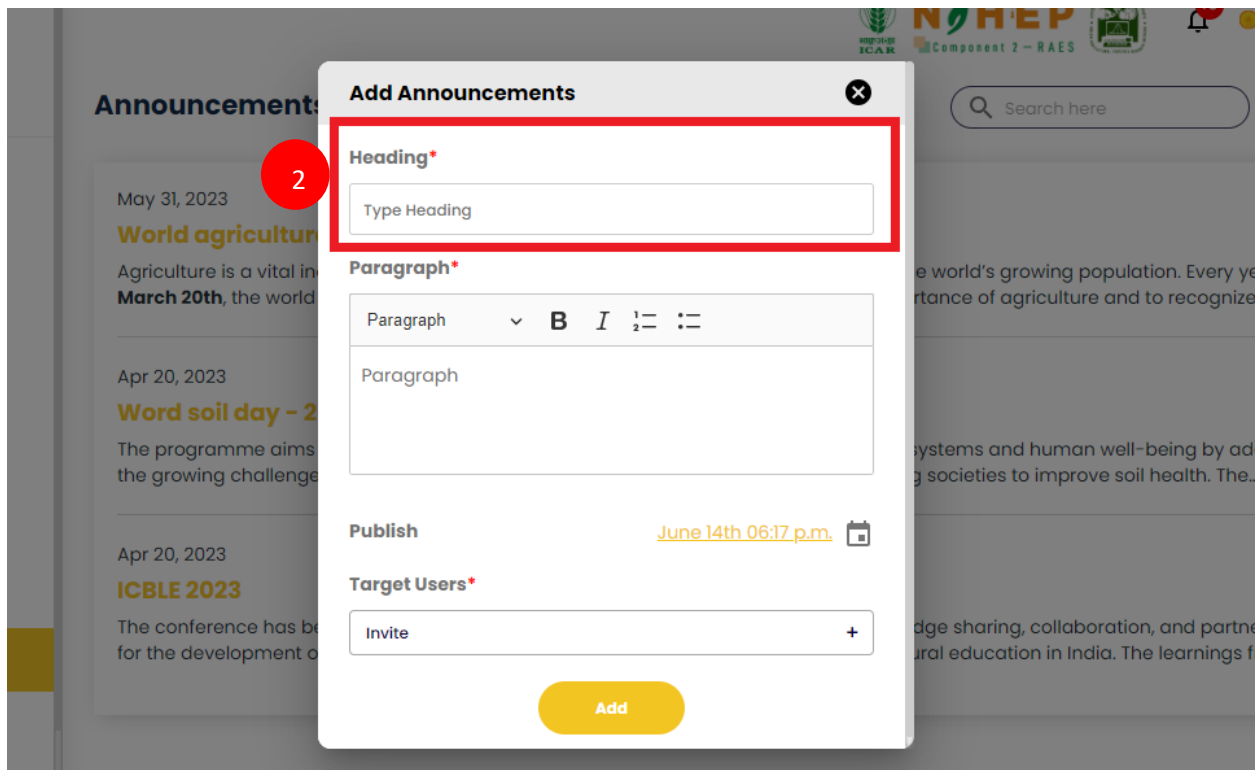 ICAR
NAHEP
Component 2 – RAES
Announcements
Search here
Add Announcements
2
Heading*
Type Heading
Paragraph*
Paragraph
B I
Paragraph
Publish
June 14th 06:17 p.m.
Target Users*
Invite +
Add
May 31, 2023
World agriculture
Agriculture is a vital in e world's growing population. Every ye
March 20th, the world rtance of agriculture and to recognize
Apr 20, 2023
Word soil day - 2
The programme aims systems and human well-being by ad
the growing challenge g societies to improve soil health. The...
Apr 20, 2023
ICBLE 2023
The conference has be dge sharing, collaboration, and partne
for the development o ural education in India. The learnings f